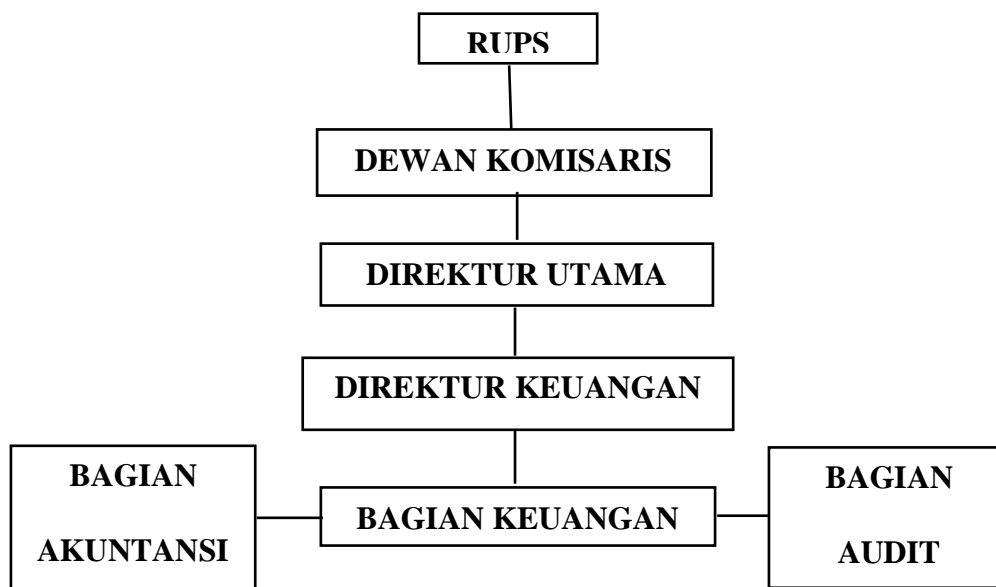 RUPS
DEWAN KOMISARIS
DIREKTUR UTAMA
DIREKTUR KEUANGAN
BAGIAN
AKUNTANSI
BAGIAN KEUANGAN
BAGIAN
AUDIT